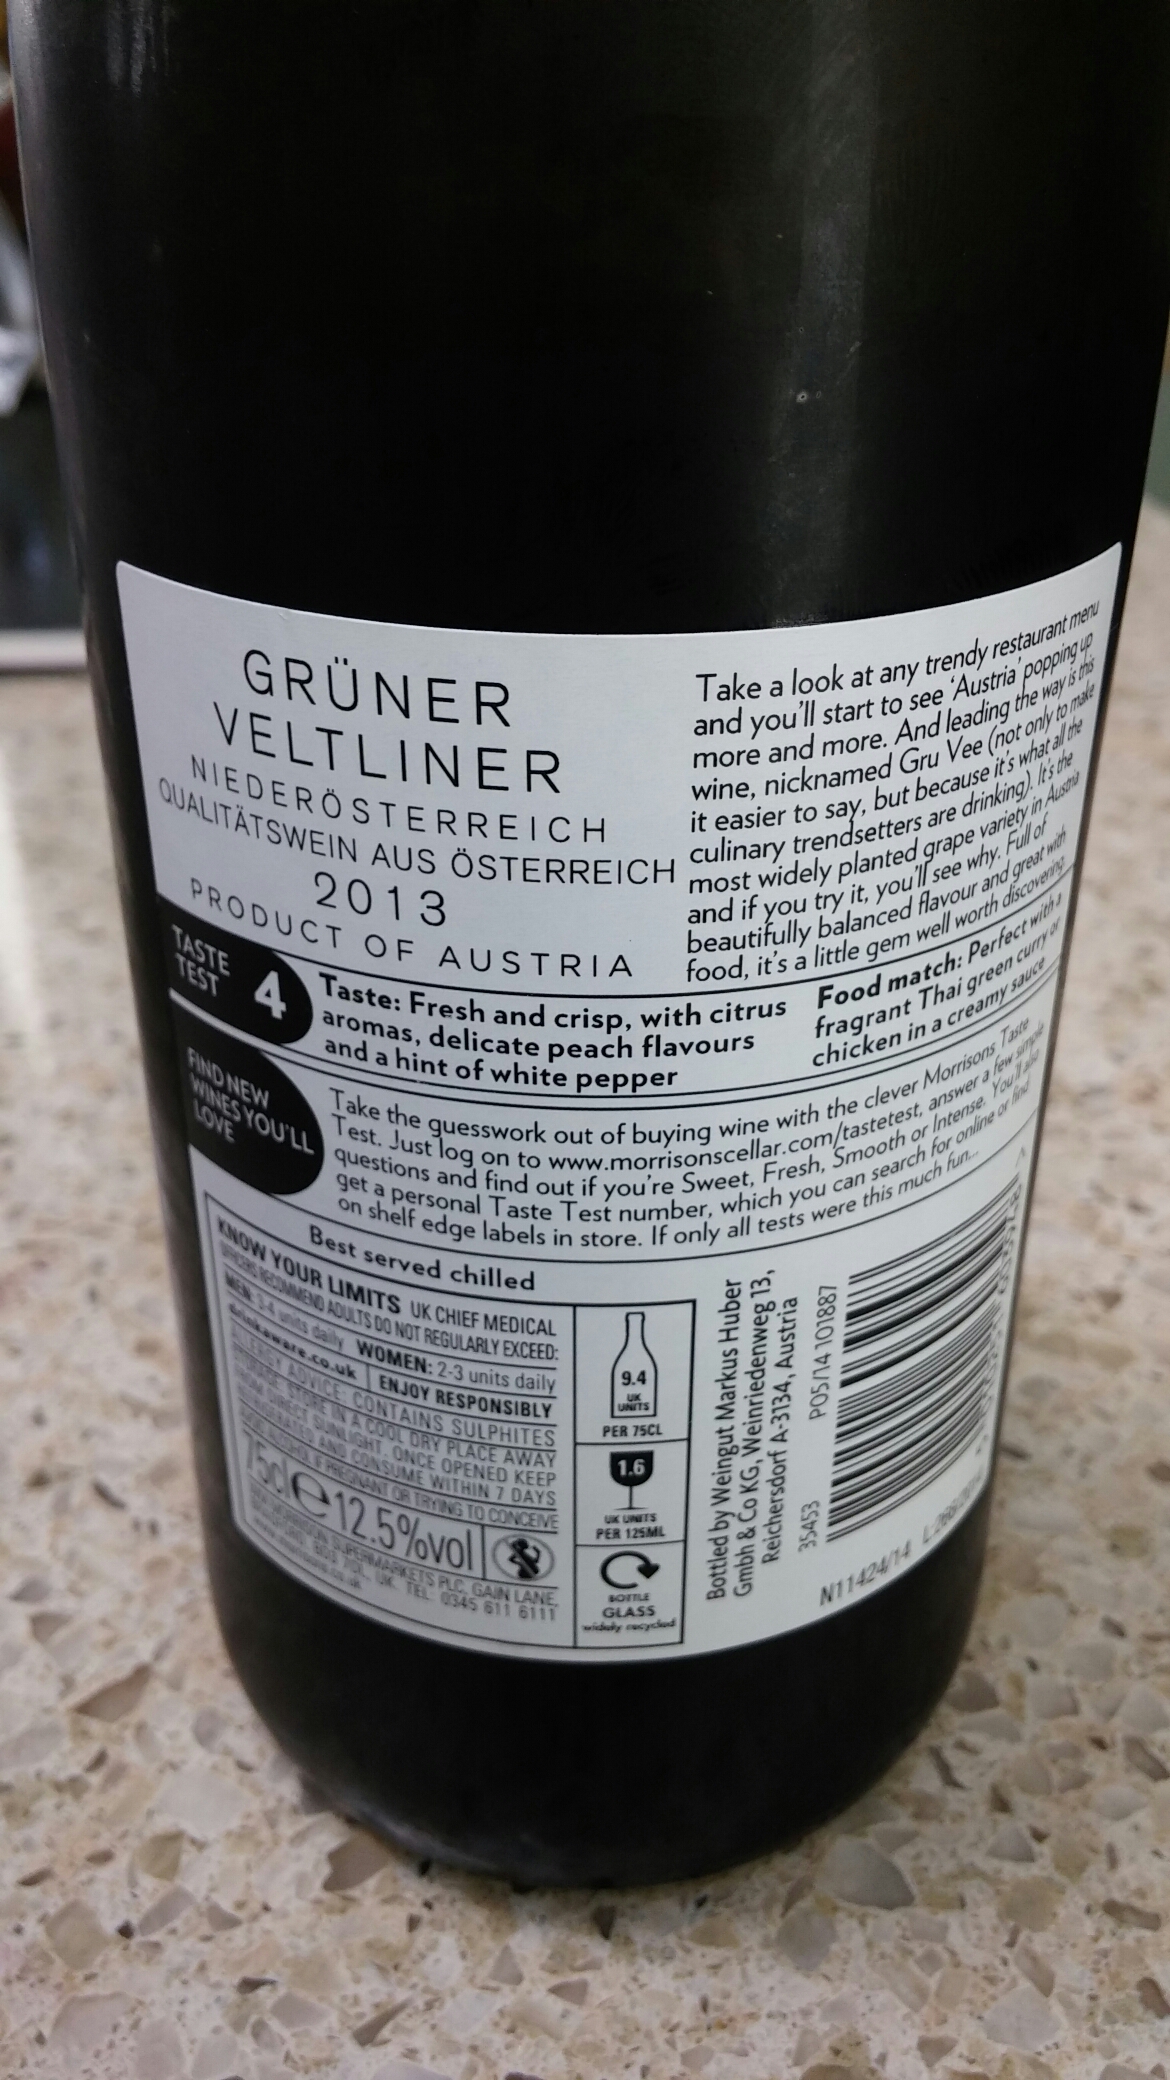 GRÜNER
VELTLINER
NIEDERÖSTERREICH
QUALITÄTSWEIN AUS ÖSTERREICH
2013
PRODUCT OF AUSTRIA
Take a look at any trendy restaurant menu
and you'll start to see 'Austria' popping up
more and more. And leading the way is this
wine, nicknamed Gru Vee (not only to make
it easier to say, but because it's what all the
culinary trendsetters are drinking). It's the
most widely planted grape variety in Austria
and if you try it, you'll see why. Full of
beautifully balanced flavour and great with
food, it's a little gem well worth discovering.
TASTE
TEST 4
Taste: Fresh and crisp, with citrus
aromas, delicate peach flavours
and a hint of white pepper
Food match: Perfect with a
fragrant Thai green curry or
chicken in a creamy sauce
FIND NEW
WINES YOU'LL
LOVE
Take the guesswork out of buying wine with the clever Morrisons Taste
Test. Just log on to www.morrisonscellar.com/tastetest, answer a few simple
questions and find out if you're Sweet, Fresh, Smooth or Intense. You'll also
get a personal Taste Test number, which you can search for online or find
on shelf edge labels in store. If only all tests were this much fun...
Best served chilled
KNOW YOUR LIMITS UK CHIEF MEDICAL
OFFICERS RECOMMEND ADULTS DO NOT REGULARLY EXCEED:
MEN: 3-4 units daily WOMEN: 2-3 units daily
drinkaware.co.uk ENJOY RESPONSIBLY
ALLERGY ADVICE: CONTAINS SULPHITES
STORAGE: STORE IN A COOL DRY PLACE AWAY
FROM DIRECT SUNLIGHT. ONCE OPENED KEEP
REFRIGERATED AND CONSUME WITHIN 7 DAYS
AVOID ALCOHOL IF PREGNANT OR TRYING TO CONCEIVE
75cl e 12.5%vol
WM MORRISON SUPERMARKETS PLC, GAIN LANE,
BRADFORD, BD3 7DL, UK TEL 0345 611 6111
9.4
UK
UNITS
PER 75CL
1.6
UK UNITS
PER 125ML
BOTTLE
GLASS
widely recycled
Bottled by Weingut Markus Huber
Gmbh & Co KG, Weinriedenweg 13,
Reichersdorf A-3134, Austria
35453 P05/14 101887
N11424/14